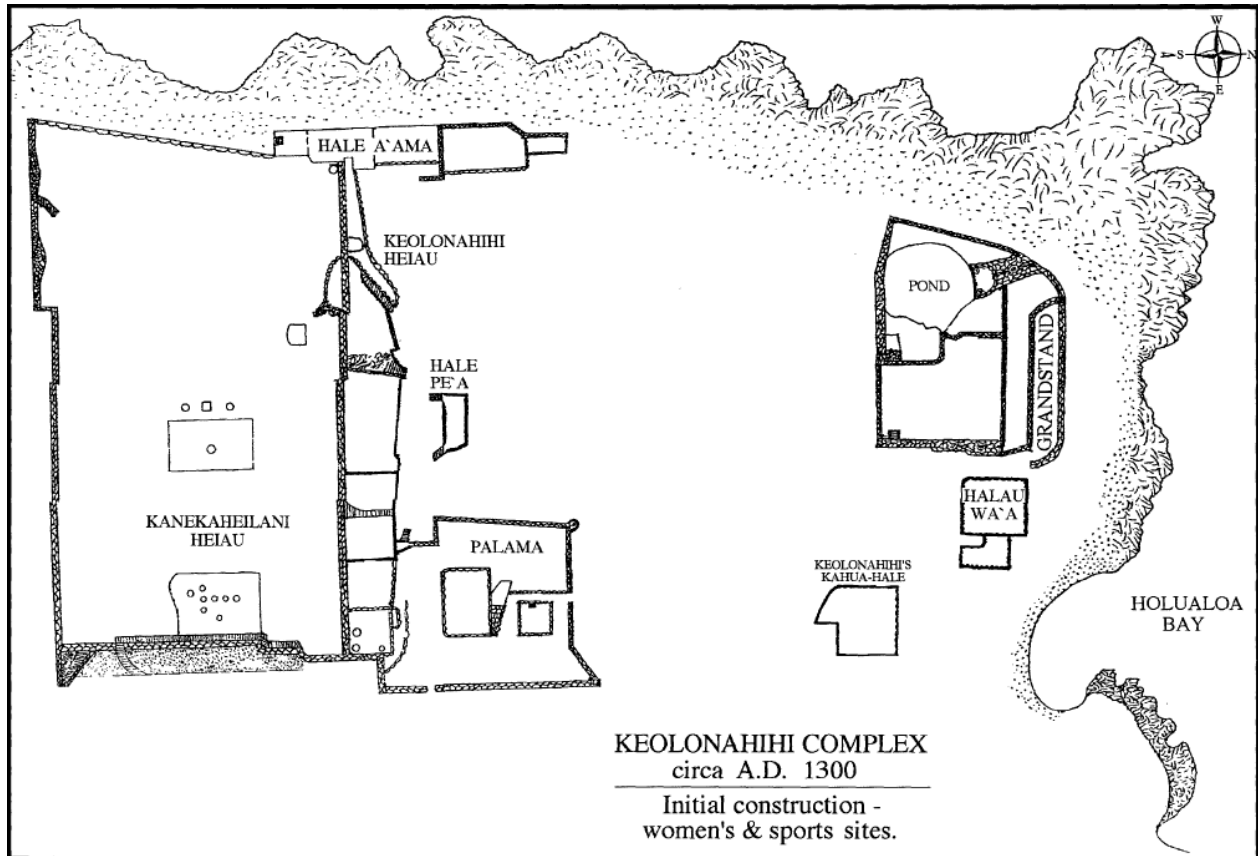 W
S
N
E
HALE A`AMA
KEOLONAHIHI
HEIAU
POND
GRANDSTAND
HALE
PE`A
KANEKAHEILANI
HEIAU
PALAMA
HALAU
WA`A
KEOLONAHIHI'S
KAHUA-HALE
HOLUALOA
BAY
KEOLONAHIHI COMPLEX
circa A.D. 1300
Initial construction -
women's & sports sites.